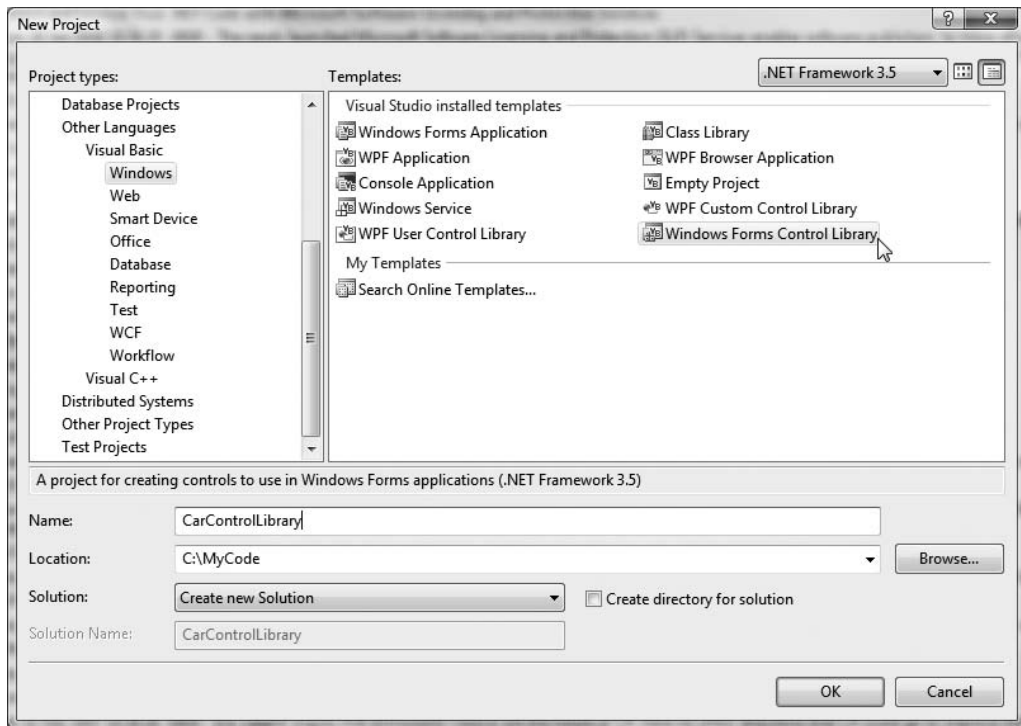 New Project
Project types:
Templates:
.NET Framework 3.5
Database Projects
Other Languages
Visual Basic
Windows
Web
Smart Device
Office
Database
Reporting
Test
WCF
Workflow
Visual C++
Distributed Systems
Other Project Types
Test Projects
Visual Studio installed templates
Windows Forms Application
Class Library
WPF Application
WPF Browser Application
Console Application
Empty Project
Windows Service
WPF Custom Control Library
WPF User Control Library
Windows Forms Control Library
My Templates
Search Online Templates...
A project for creating controls to use in Windows Forms applications (.NET Framework 3.5)
Name:
CarControlLibrary
Location:
C:\MyCode
Browse...
Solution:
Create new Solution
Create directory for solution
Solution Name:
CarControlLibrary
OK
Cancel